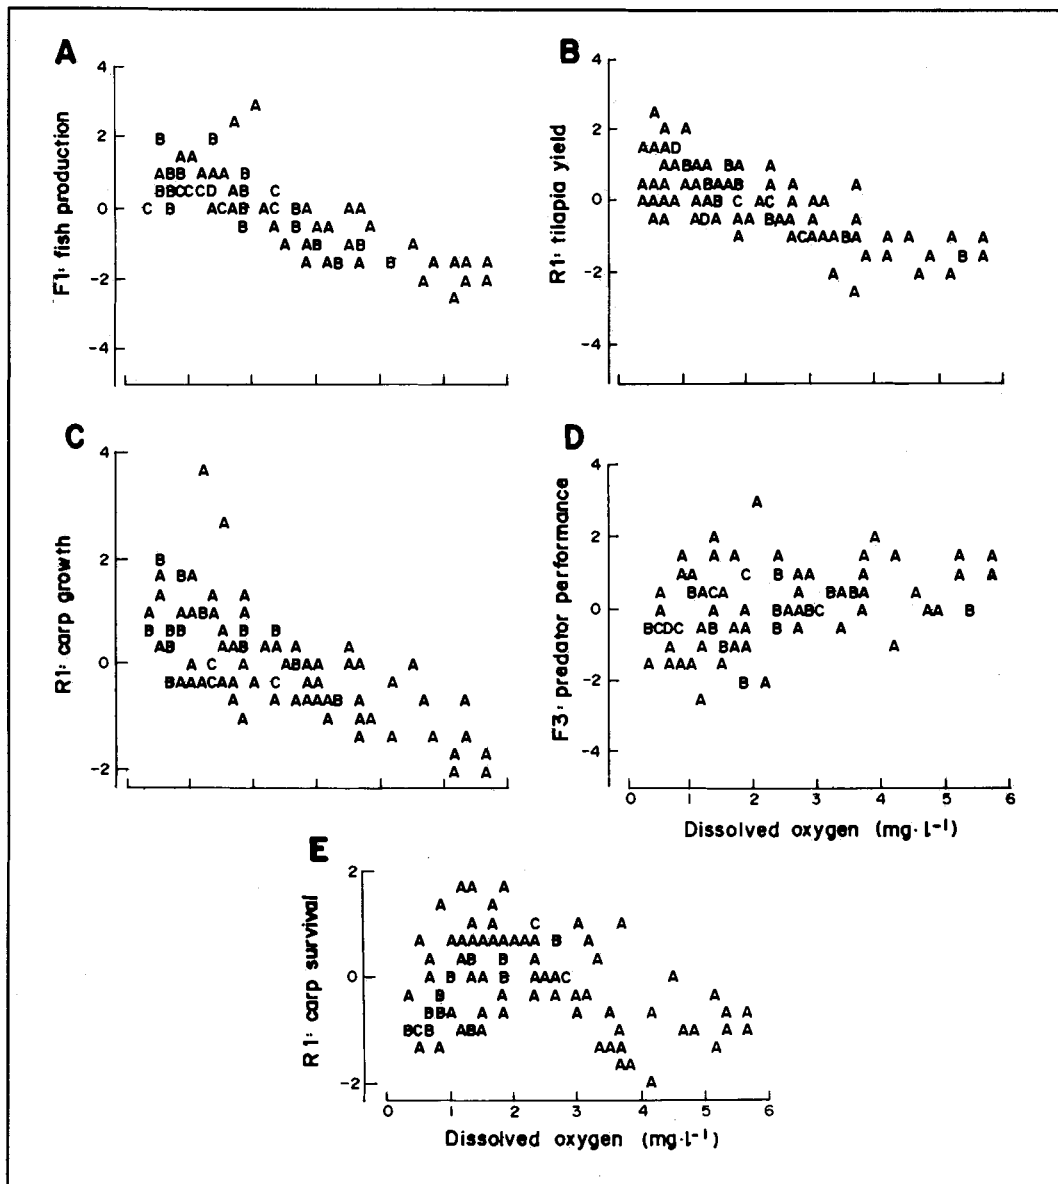 A
4
2
0
-2
-4
F1: fish production
B
4
2
0
-2
-4
R1: tilapia yield
C
4
2
0
-2
R1: carp growth
D
4
2
0
-2
-4
F3: predator performance
0 1 2 3 4 5 6
Dissolved oxygen (mg·l⁻¹)
E
2
0
-2
R1: carp survival
0 1 2 3 4 5 6
Dissolved oxygen (mg·l⁻¹)